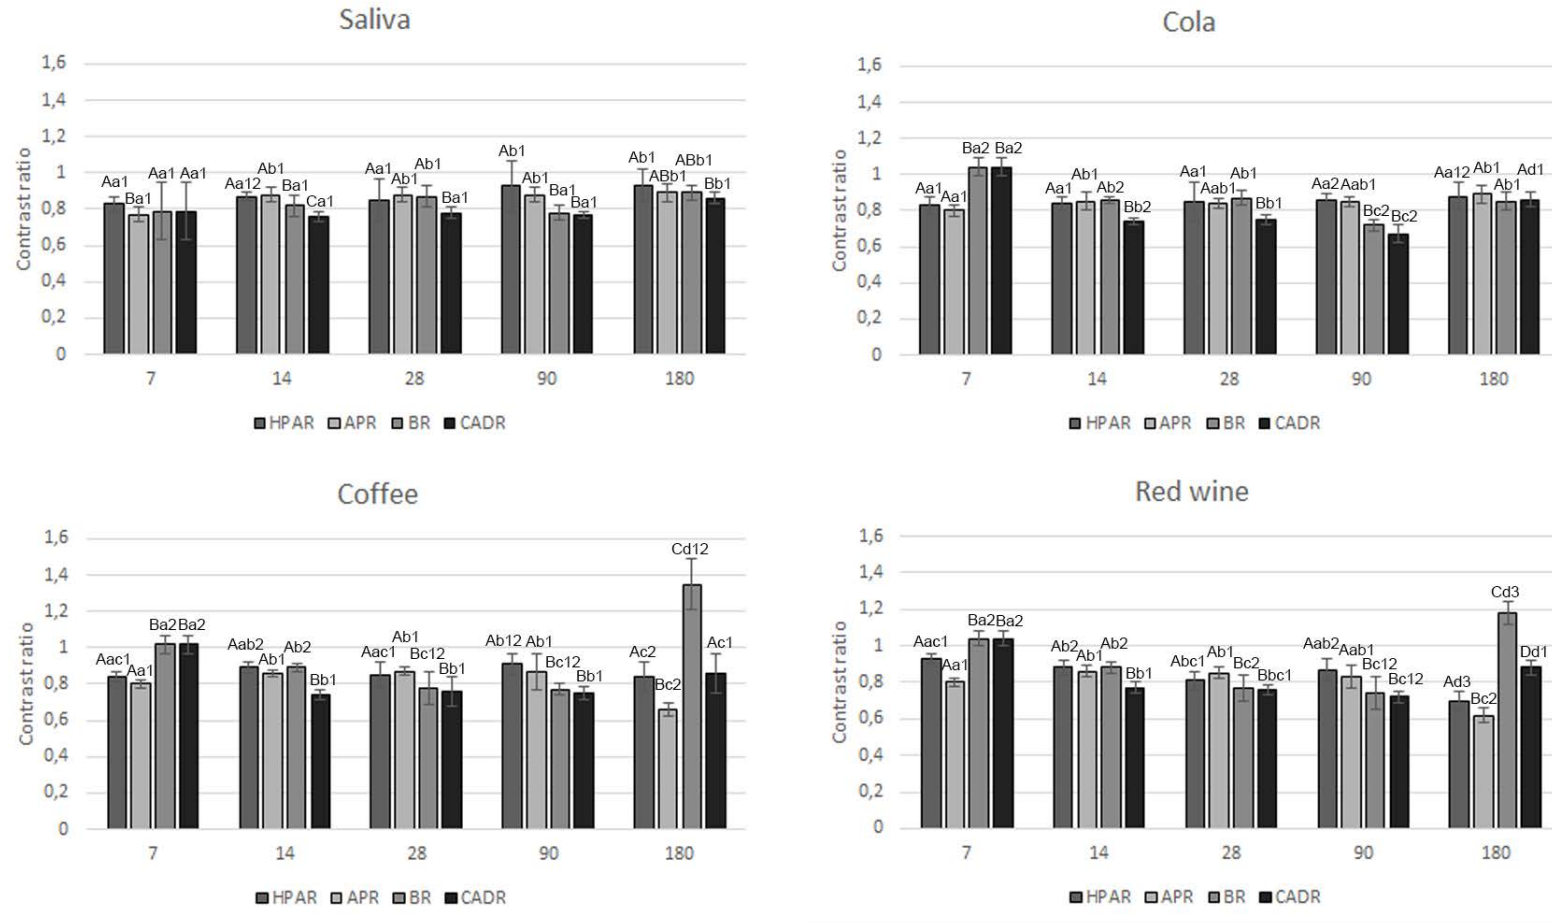 Saliva
Contrast ratio
1,6
1,4
1,2
1
0,8
0,6
0,4
0,2
0
Aa1 Ba1 Aa1 Aa1
Aa12 Ab1 Ba1 Ca1
Aa1 Ab1 Ab1 Ba1
Ab1 Ab1 Ba1 Ba1
Ab1 ABb1 ABb1 Bb1
7 14 28 90 180
HPAR APR BR CADR
Cola
Contrast ratio
1,6
1,4
1,2
1
0,8
0,6
0,4
0,2
0
Aa1 Aa1 Ba2 Ba2
Aa1 Ab1 Ab2 Bb2
Aa1 Aab1 Ab1 Bb1
Aa2 Aab1 Bc2 Bc2
Aa12 Ab1 Ab1 Ad1
7 14 28 90 180
HPAR APR BR CADR
Coffee
Contrast ratio
1,6
1,4
1,2
1
0,8
0,6
0,4
0,2
0
Aac1 Aa1 Ba2 Ba2
Aab2 Ab1 Ab2 Bb1
Aac1 Ab1 Bc12 Bb1
Ab12 Ab1 Bc12 Bb1
Ac2 Bc2 Cd12 Ac1
7 14 28 90 180
HPAR APR BR CADR
Red wine
Contrast ratio
1,6
1,4
1,2
1
0,8
0,6
0,4
0,2
0
Aac1 Aa1 Ba2 Ba2
Ab2 Ab1 Ab2 Bb1
Abc1 Ab1 Bc2 Bbc1
Aab2 Aab1 Bc12 Bc12
Ad3 Bc2 Cd3 Dd1
7 14 28 90 180
HPAR APR BR CADR